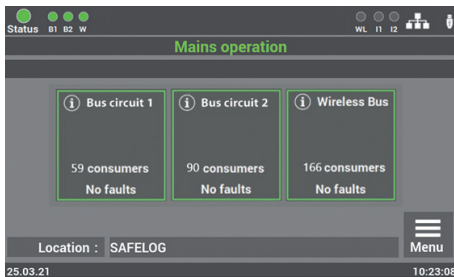 Status B1 B2 W WL I1 I2
Mains operation
Bus circuit 1
59 consumers
No faults
Bus circuit 2
90 consumers
No faults
Wireless Bus
166 consumers
No faults
Location : SAFELOG
Menu
25.03.21 10:23:08